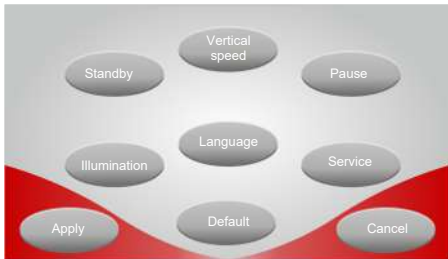 Vertical
speed
Standby
Pause
Language
Illumination
Service
Apply
Default
Cancel